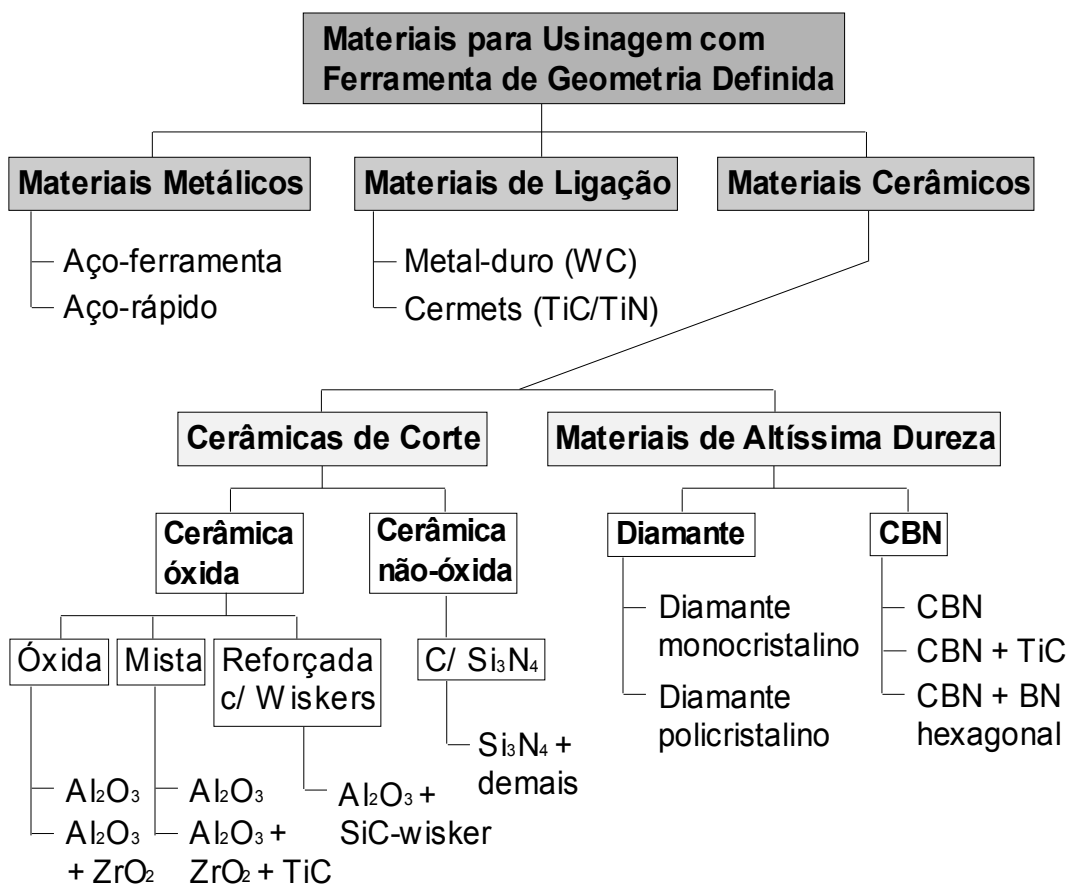 Materiais para Usinagem com
Ferramenta de Geometria Definida
Materiais Metálicos
Materiais de Ligação
Materiais Cerâmicos
Aço-ferramenta
Aço-rápido
Metal-duro (WC)
Cermets (TiC/TiN)
Cerâmicas de Corte
Materiais de Altíssima Dureza
Cerâmica
óxida
Cerâmica
não-óxida
Diamante
CBN
Óxida
Mista
Reforçada
c/ Wiskers
C/ Si₃N₄
Diamante
monocristalino
Diamante
policristalino
CBN
CBN + TiC
CBN + BN
hexagonal
Si₃N₄ +
demais
Al₂O₃
Al₂O₃
+ ZrO₂
Al₂O₃
Al₂O₃ +
ZrO₂ + TiC
Al₂O₃ +
SiC-wisker